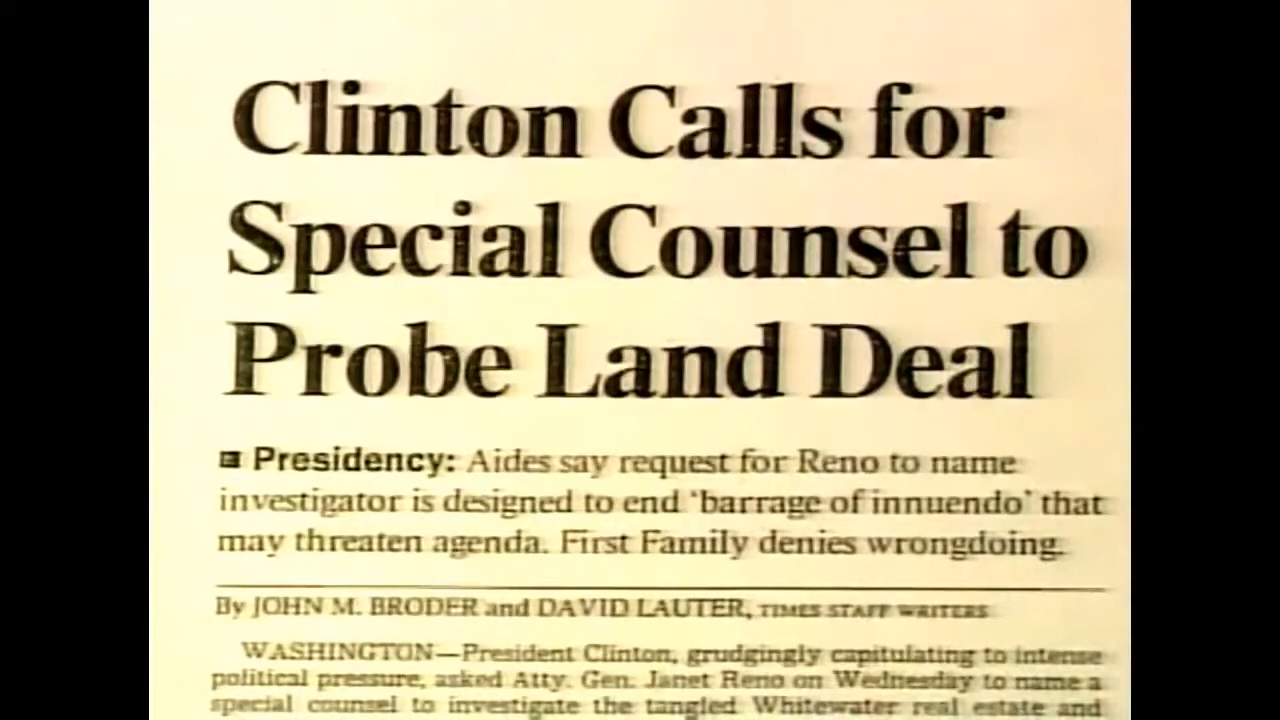 Clinton Calls for
Special Counsel to
Probe Land Deal
■ Presidency: Aides say request for Reno to name
investigator is designed to end ‘barrage of innuendo’ that
may threaten agenda. First Family denies wrongdoing.
By JOHN M. BRODER and DAVID LAUTER, TIMES STAFF WRITERS
WASHINGTON—President Clinton, grudgingly capitulating to intense
political pressure, asked Atty. Gen. Janet Reno on Wednesday to name a
special counsel to investigate the tangled Whitewater real estate and